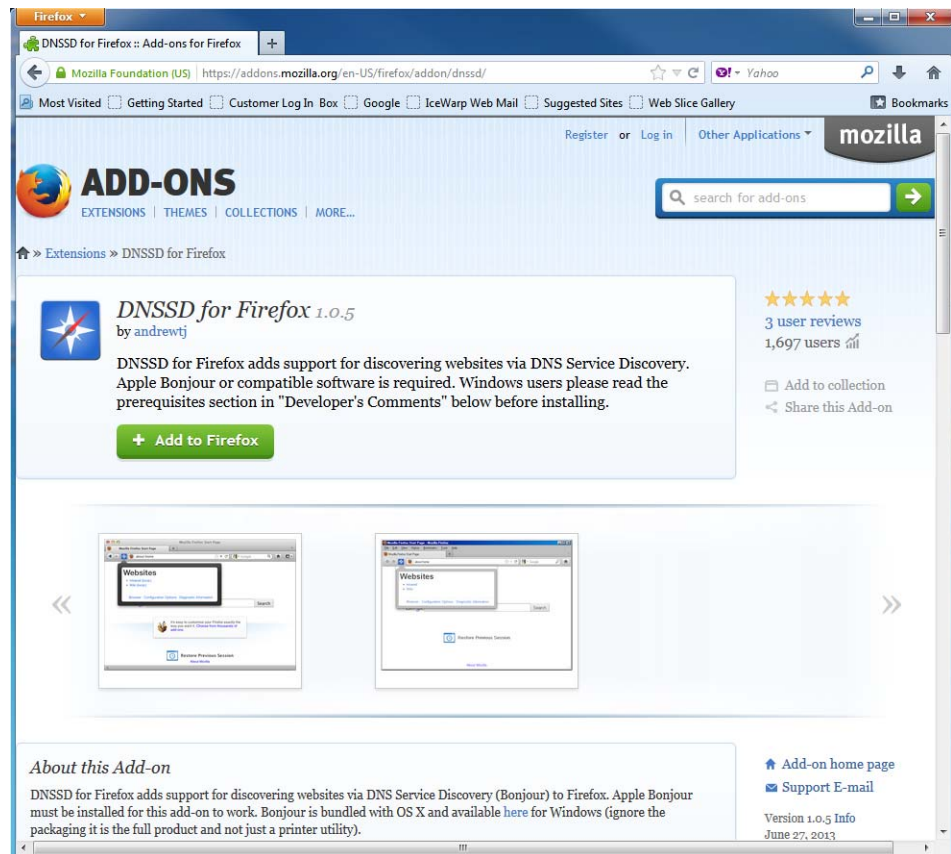 Firefox
DNSSD for Firefox :: Add-ons for Firefox
Mozilla Foundation (US) https://addons.mozilla.org/en-US/firefox/addon/dnssd/ Yahoo
Most Visited Getting Started Customer Log In Box Google IceWarp Web Mail Suggested Sites Web Slice Gallery Bookmarks
Register or Log in Other Applications mozilla
ADD-ONS
EXTENSIONS | THEMES | COLLECTIONS | MORE...
search for add-ons
» Extensions » DNSSD for Firefox
DNSSD for Firefox 1.0.5
by andrewtj
DNSSD for Firefox adds support for discovering websites via DNS Service Discovery.
Apple Bonjour or compatible software is required. Windows users please read the
prerequisites section in "Developer's Comments" below before installing.
+ Add to Firefox
3 user reviews
1,697 users
Add to collection
Share this Add-on
Websites
Search
Restore Previous Session
Websites
Search
Restore Previous Session
About this Add-on
DNSSD for Firefox adds support for discovering websites via DNS Service Discovery (Bonjour) to Firefox. Apple Bonjour
must be installed for this add-on to work. Bonjour is bundled with OS X and available here for Windows (ignore the
packaging it is the full product and not just a printer utility).
Add-on home page
Support E-mail
Version 1.0.5 Info
June 27, 2013